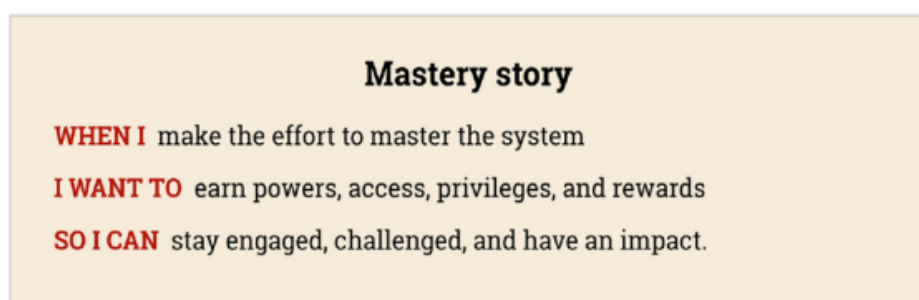 Mastery story
WHEN I make the effort to master the system
I WANT TO earn powers, access, privileges, and rewards
SO I CAN stay engaged, challenged, and have an impact.